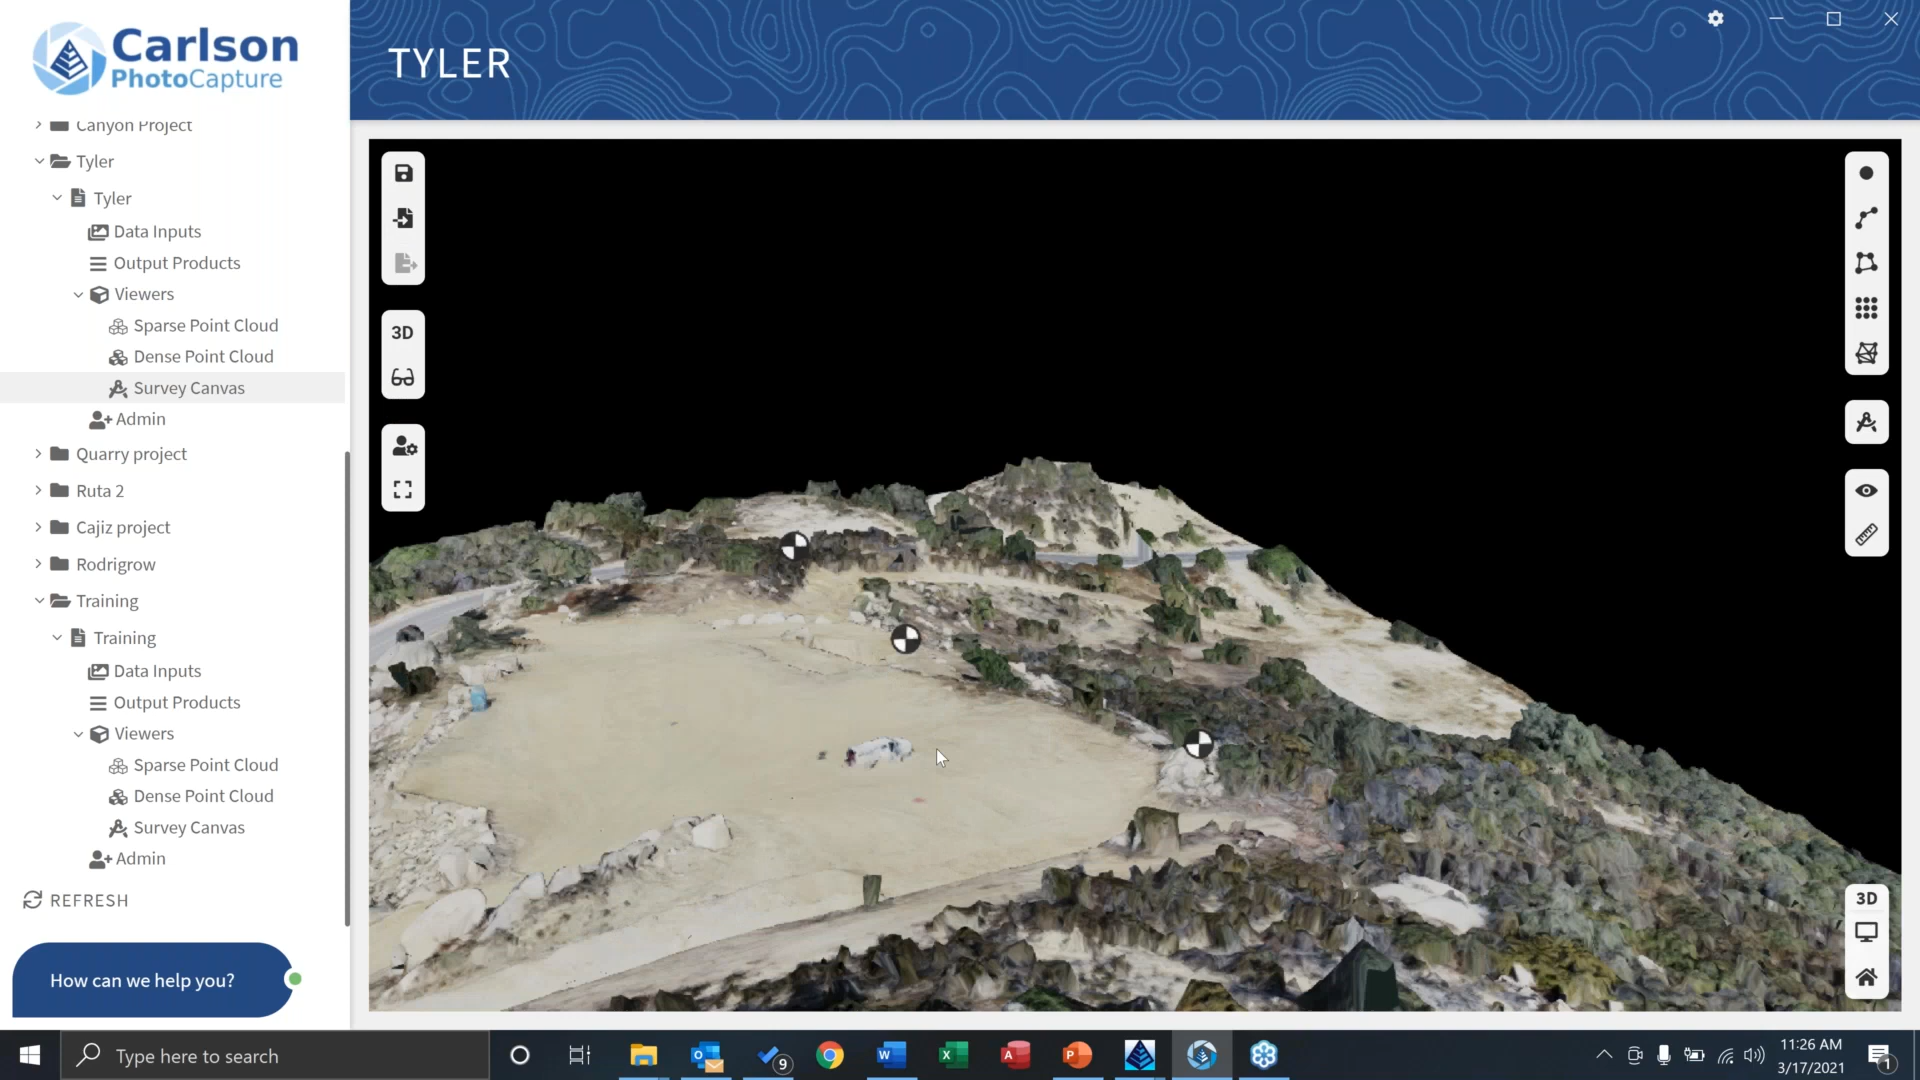 Carlson
PhotoCapture
TYLER
Canyon Project
Tyler
Tyler
Data Inputs
Output Products
Viewers
Sparse Point Cloud
Dense Point Cloud
Survey Canvas
Admin
Quarry project
Ruta 2
Cajiz project
Rodrigrow
Training
Training
Data Inputs
Output Products
Viewers
Sparse Point Cloud
Dense Point Cloud
Survey Canvas
Admin
REFRESH
How can we help you?
3D
3D
Type here to search
9
11:26 AM
3/17/2021
1